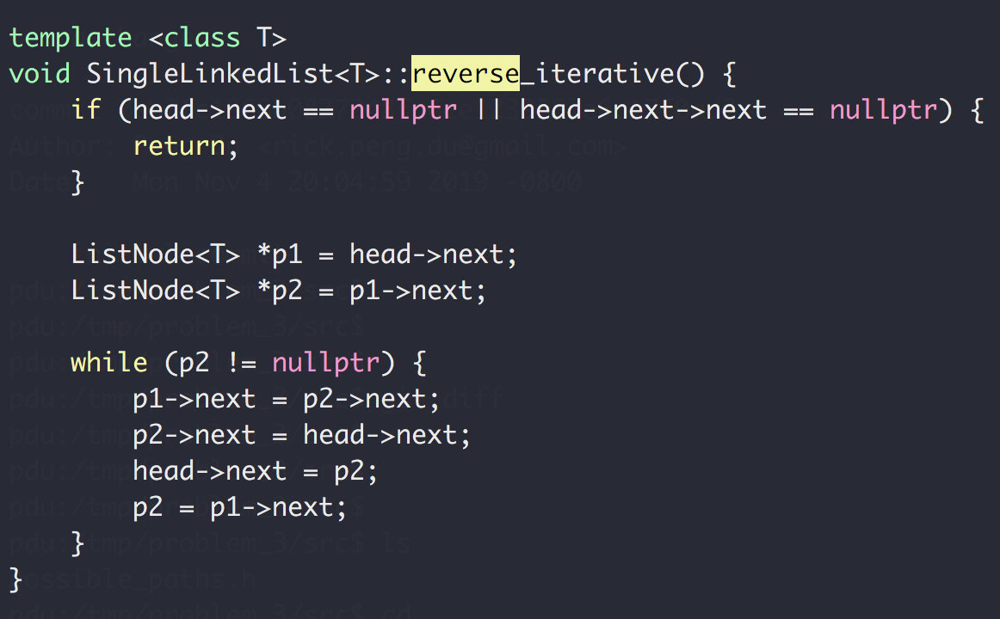 template <class T>
void SingleLinkedList<T>::reverse_iterative() {
    if (head->next == nullptr || head->next->next == nullptr) {
        return;
    }
    ListNode<T> *p1 = head->next;
    ListNode<T> *p2 = p1->next;
    while (p2 != nullptr) {
        p1->next = p2->next;
        p2->next = head->next;
        head->next = p2;
        p2 = p1->next;
    }
}